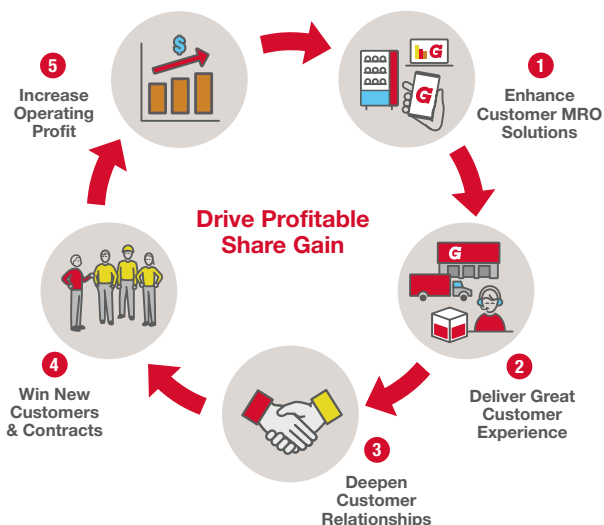 Drive Profitable
Share Gain
1
Enhance
Customer MRO
Solutions
2
Deliver Great
Customer
Experience
3
Deepen
Customer
Relationships
4
Win New
Customers
& Contracts
5
Increase
Operating
Profit
$
G
G
G